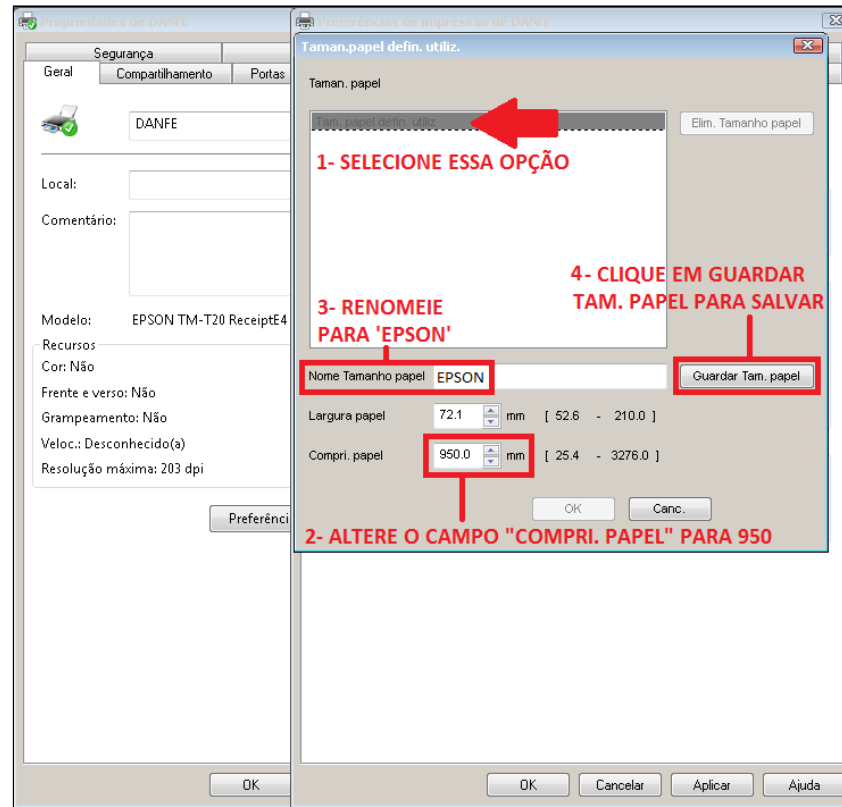 Propriedades de DANFE
Segurança
Geral
Compartilhamento
Portas
DANFE
Local:
Comentário:
Modelo: EPSON TM-T20 ReceiptE4
Recursos
Cor: Não
Frente e verso: Não
Grampeamento: Não
Veloc.: Desconhecido(a)
Resolução máxima: 203 dpi
Preferênci
OK
Preferências de impressão de DANFE
Taman.papel defin. utiliz.
Taman. papel
Tam. papel defin. utiliz
Elim. Tamanho papel
1- SELECIONE ESSA OPÇÃO
4- CLIQUE EM GUARDAR
TAM. PAPEL PARA SALVAR
3- RENOMEIE
PARA 'EPSON'
Nome Tamanho papel EPSON
Guardar Tam. papel
Largura papel 72.1 mm [ 52.6 - 210.0 ]
Compri. papel 950.0 mm [ 25.4 - 3276.0 ]
OK Canc.
2- ALTERE O CAMPO "COMPRI. PAPEL" PARA 950
OK Cancelar Aplicar Ajuda